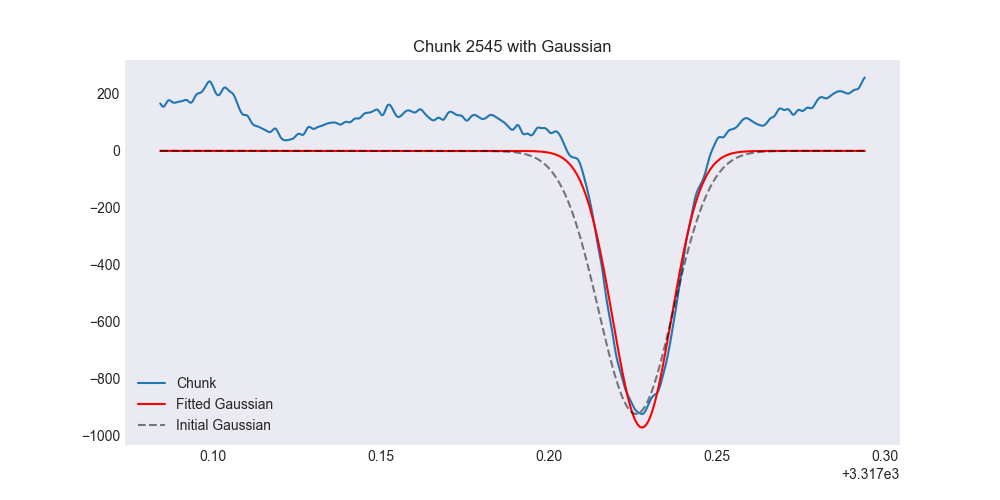 Chunk 2545 with Gaussian
200
0
−200
−400
−600
−800
−1000
Chunk
Fitted Gaussian
Initial Gaussian
0.10 0.15 0.20 0.25 0.30
+3.317e3